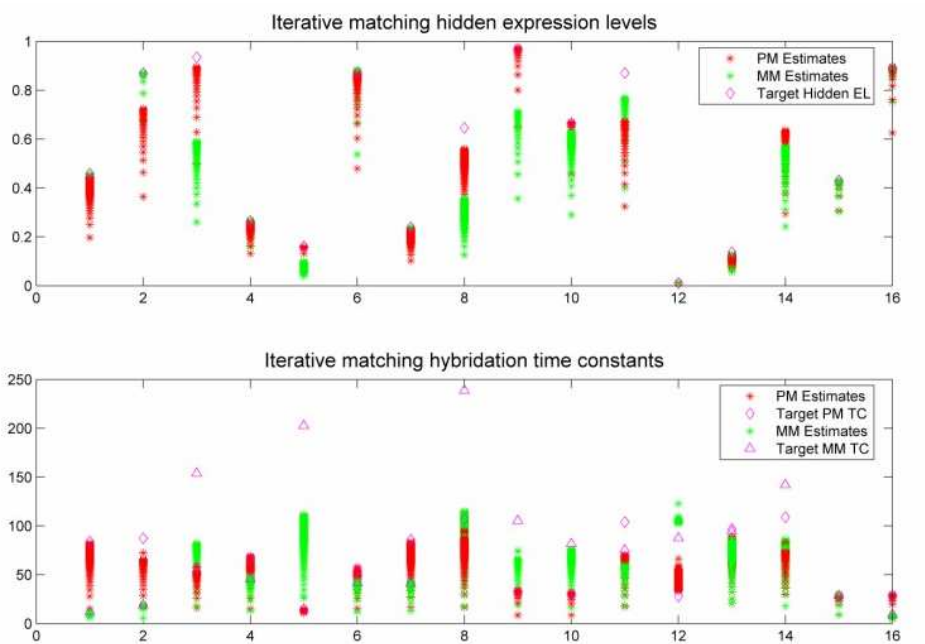 Iterative matching hidden expression levels
1
0.8
0.6
0.4
0.2
0
0 2 4 6 8 10 12 14 16
PM Estimates
MM Estimates
Target Hidden EL
Iterative matching hybridation time constants
250
200
150
100
50
0
0 2 4 6 8 10 12 14 16
PM Estimates
Target PM TC
MM Estimates
Target MM TC